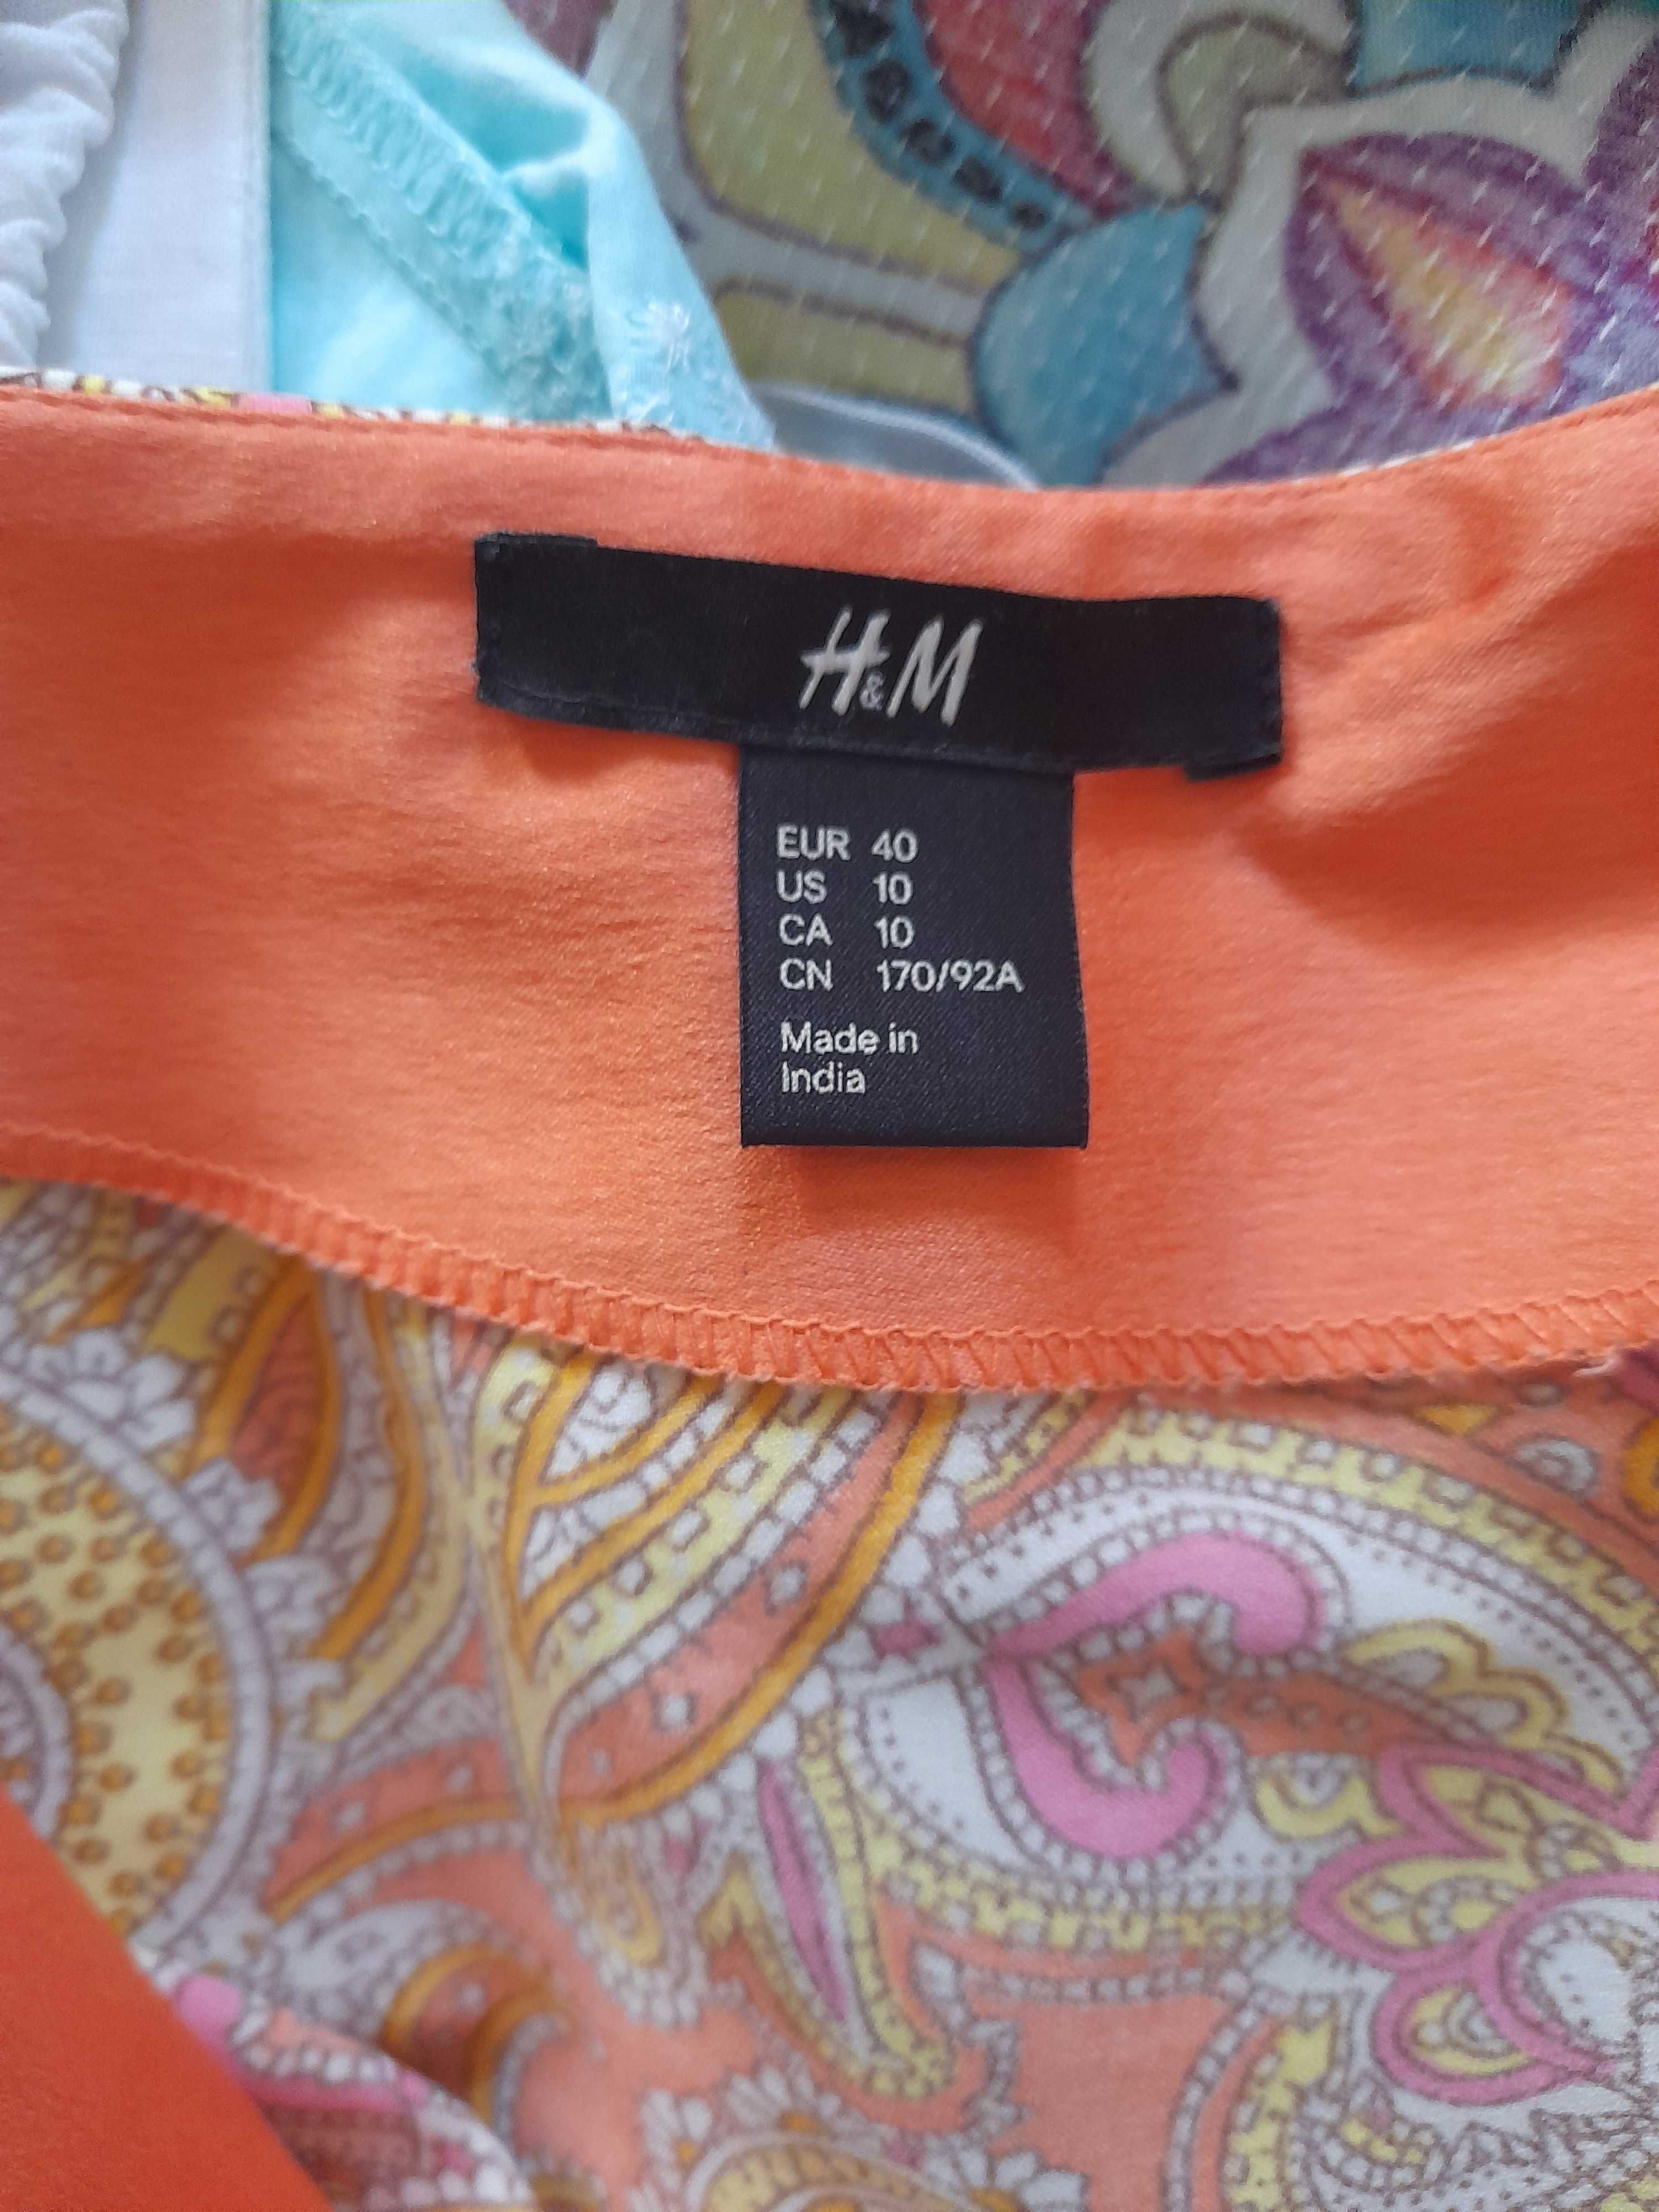 H&M
EUR 40
US 10
CA 10
CN 170/92A
Made in
India